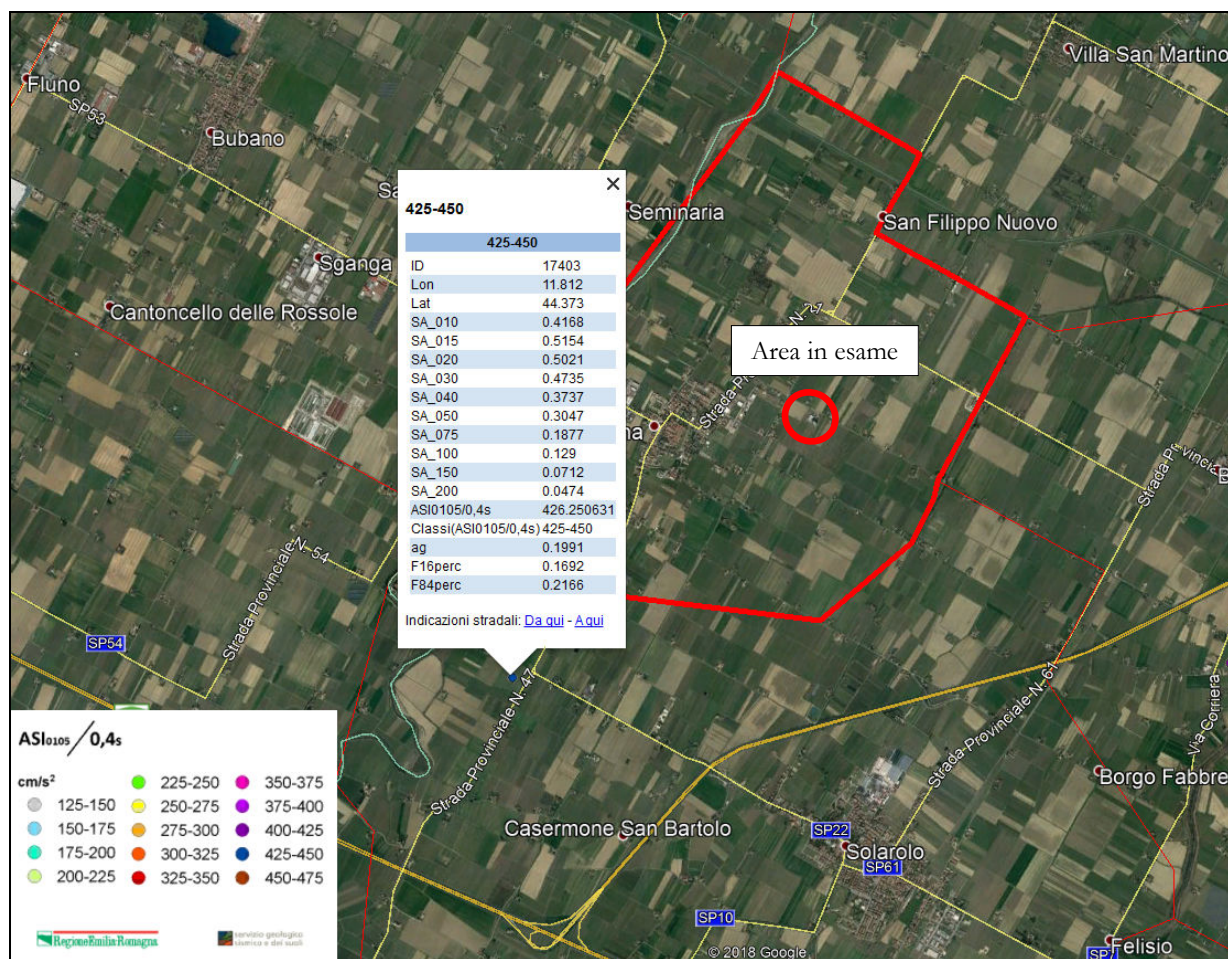 Villa San Martino
Fluno
SP53
Bubano
Seminaria
San Filippo Nuovo
Sganga
Cantoncello delle Rossole
Area in esame
425-450
425-450
ID 17403
Lon 11.812
Lat 44.373
SA_010 0.4168
SA_015 0.5154
SA_020 0.5021
SA_030 0.4735
SA_040 0.3737
SA_050 0.3047
SA_075 0.1877
SA_100 0.129
SA_150 0.0712
SA_200 0.0474
ASI0105/0,4s 426.250631
Classi(ASI0105/0,4s) 425-450
ag 0.1991
F16perc 0.1692
F84perc 0.2166
Indicazioni stradali: Da qui - A qui
Strada Provinciale N. 54
SP54
Strada Provinciale N. 47
Strada Provinciale N. 61
Via Corriera
Borgo Fabbre
Casermone San Bartolo
SP22
Solarolo
SP61
SP10
Felisio
© 2018 Google
ASI0105/0,4s
cm/s²
125-150
150-175
175-200
200-225
225-250
250-275
275-300
300-325
325-350
350-375
375-400
400-425
425-450
450-475
RegioneEmiliaRomagna
servizio geologico
sismico e dei suoli